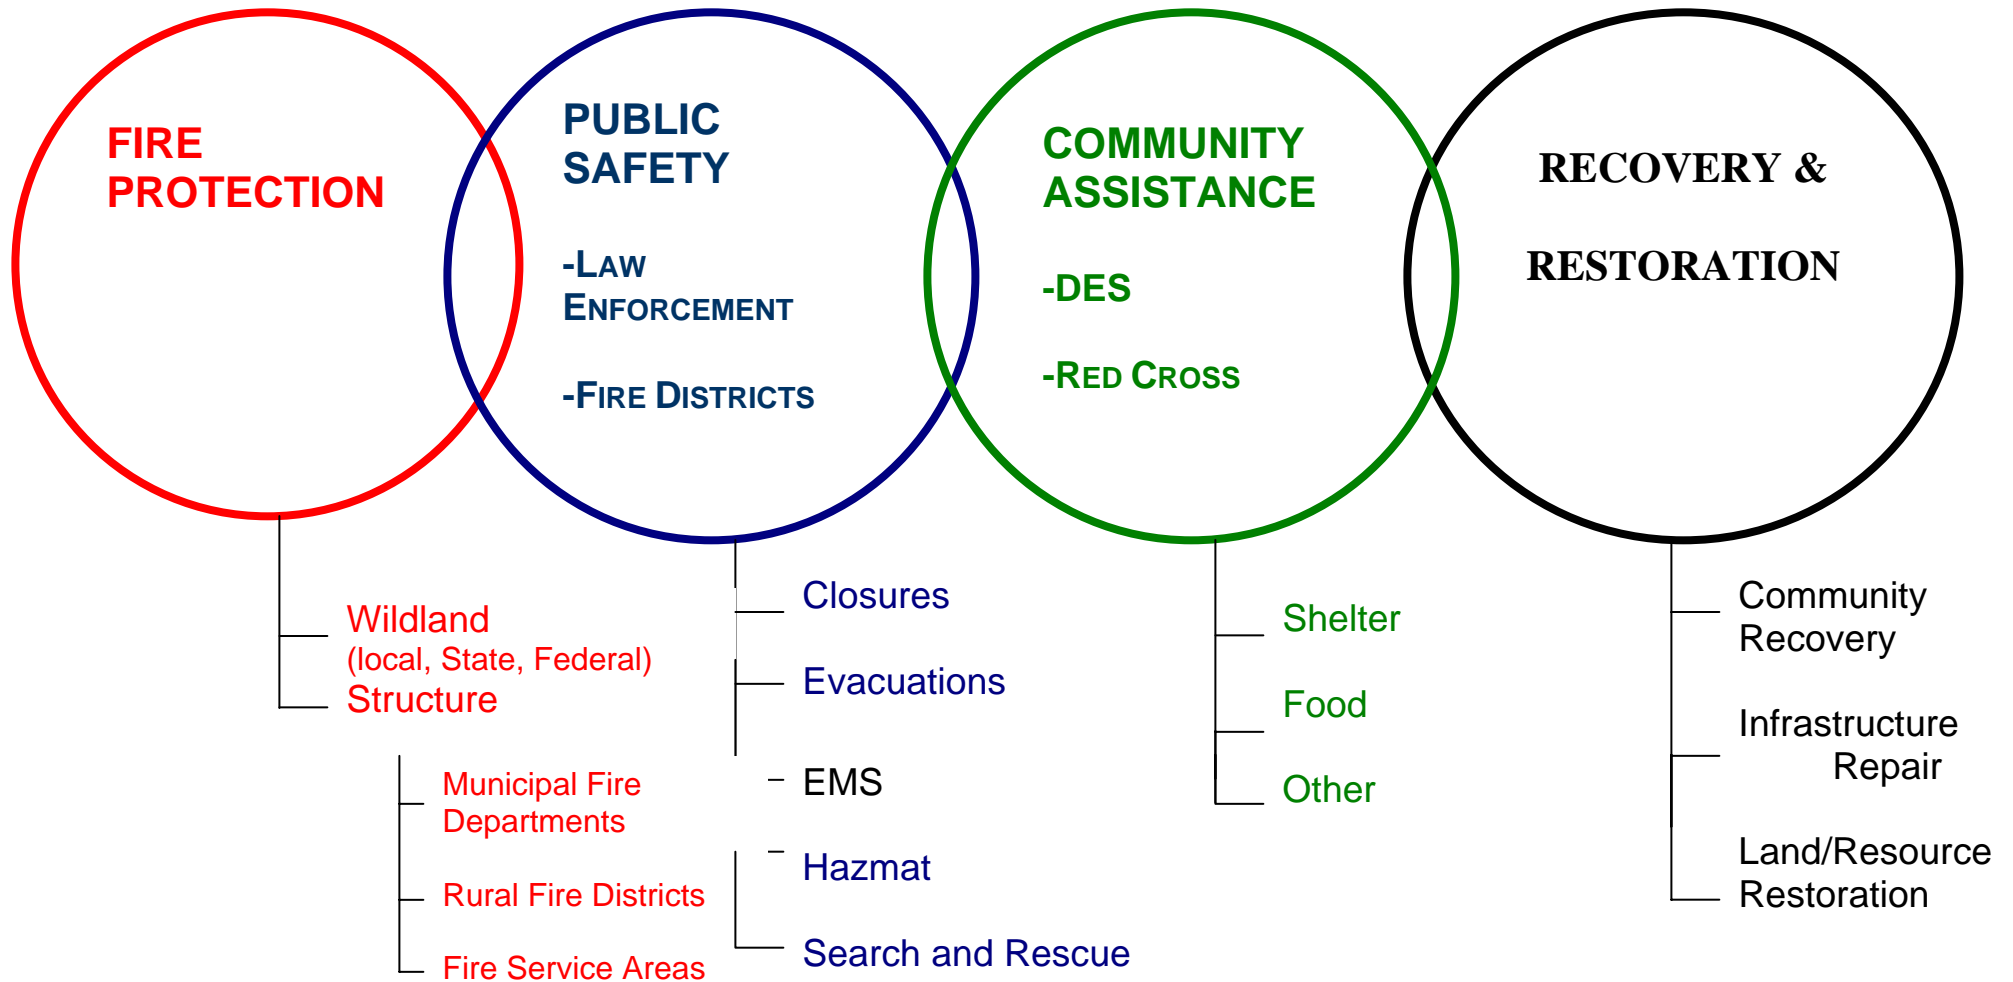 FIRE
PROTECTION
PUBLIC
SAFETY
-LAW
ENFORCEMENT
-FIRE DISTRICTS
COMMUNITY
ASSISTANCE
-DES
-RED CROSS
RECOVERY &
RESTORATION
Wildland
(local, State, Federal)
Structure
Municipal Fire
Departments
Rural Fire Districts
Fire Service Areas
Closures
Evacuations
EMS
Hazmat
Search and Rescue
Shelter
Food
Other
Community
Recovery
Infrastructure
Repair
Land/Resource
Restoration